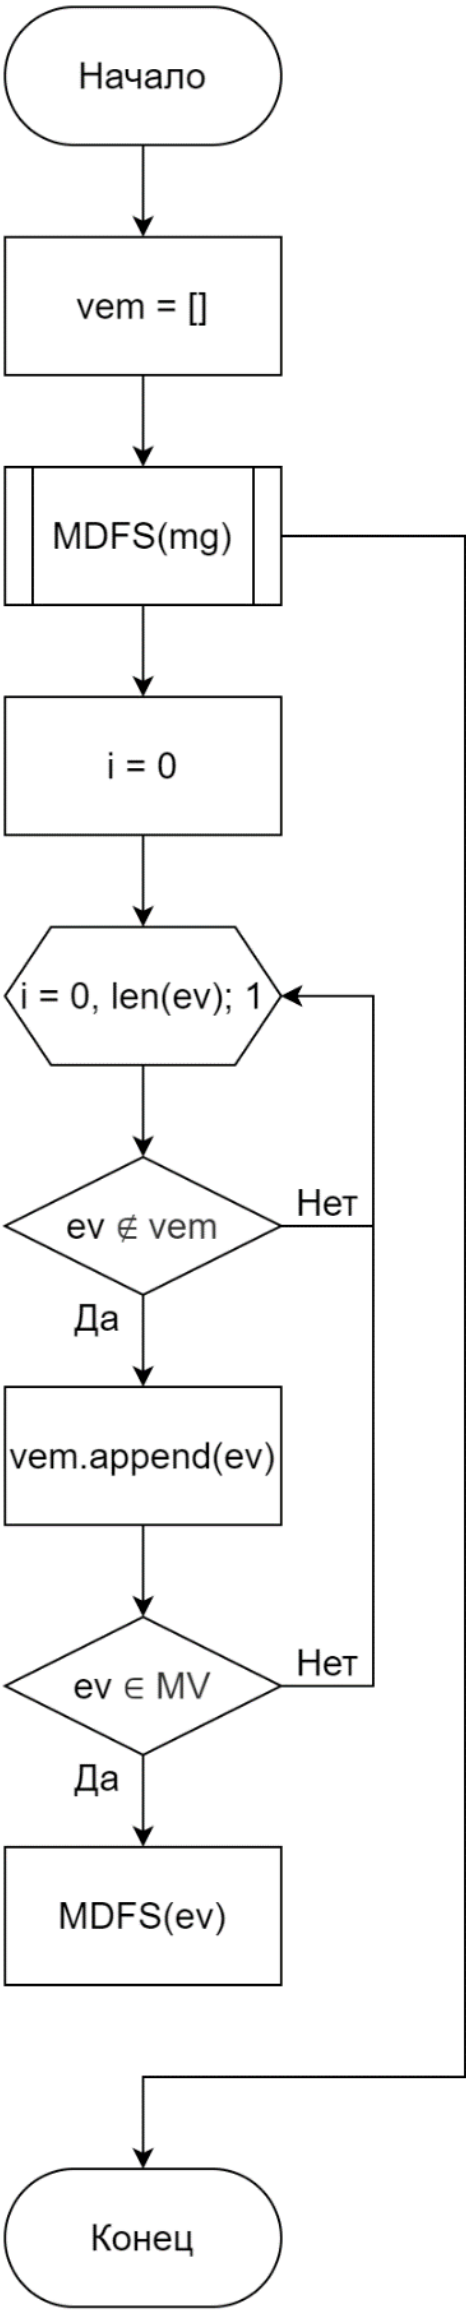 Начало
vem = []
MDFS(mg)
i = 0
i = 0, len(ev); 1
ev ∉ vem
Нет
Да
vem.append(ev)
ev ∈ MV
Нет
Да
MDFS(ev)
Конец